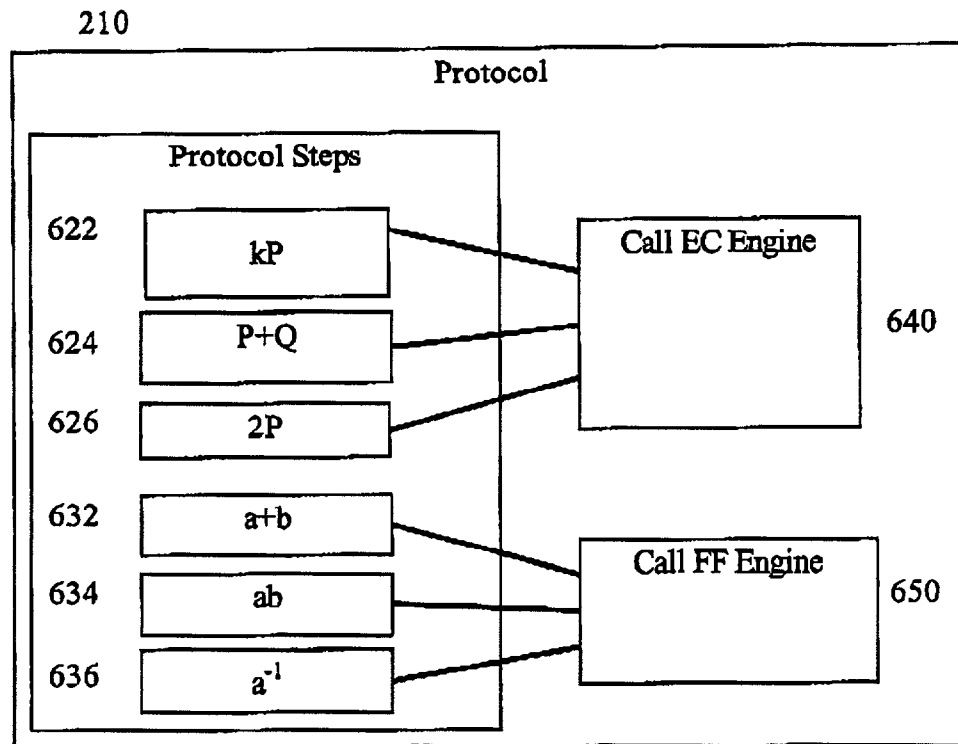 210
Protocol
Protocol Steps
622 kP
624 P+Q
626 2P
632 a+b
634 ab
636 a⁻¹
Call EC Engine
640
Call FF Engine
650